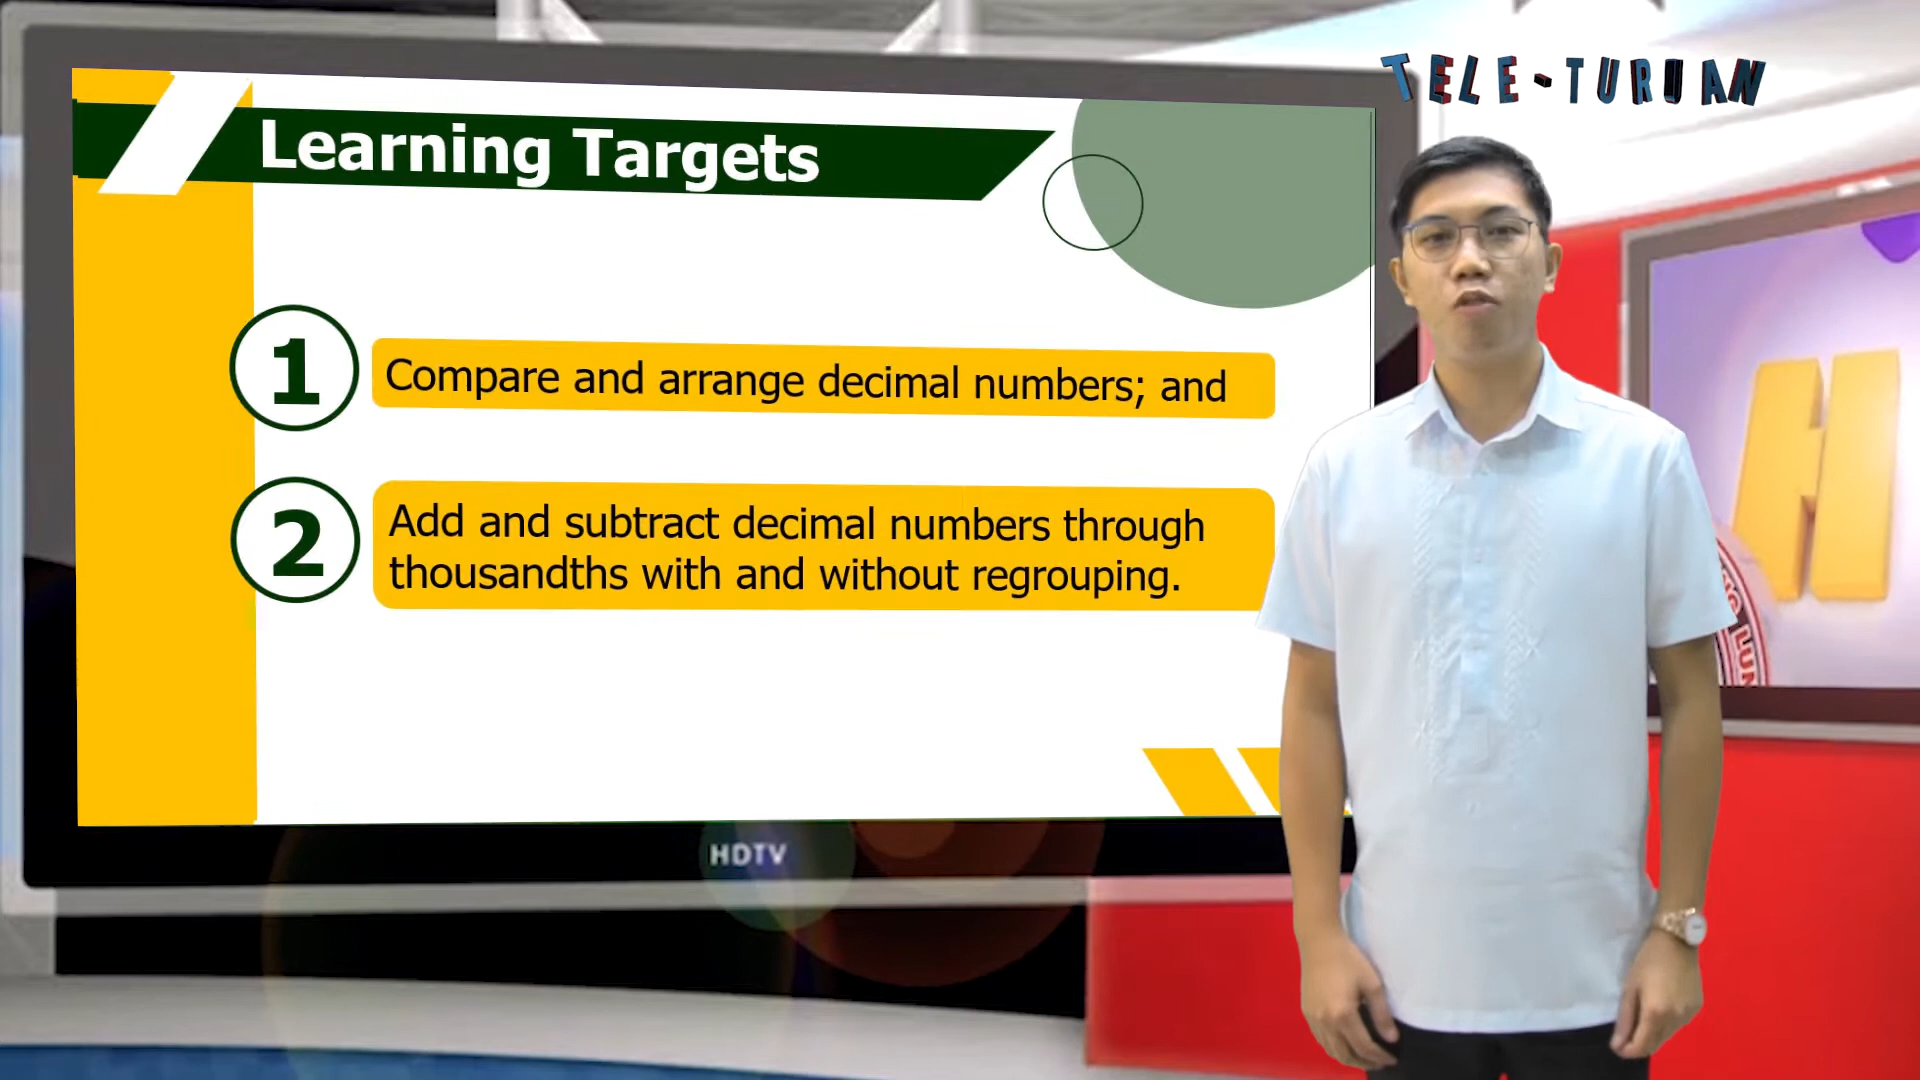 TELE-TURUAN
Learning Targets
1
Compare and arrange decimal numbers; and
2
Add and subtract decimal numbers through
thousandths with and without regrouping.
HDTV
H